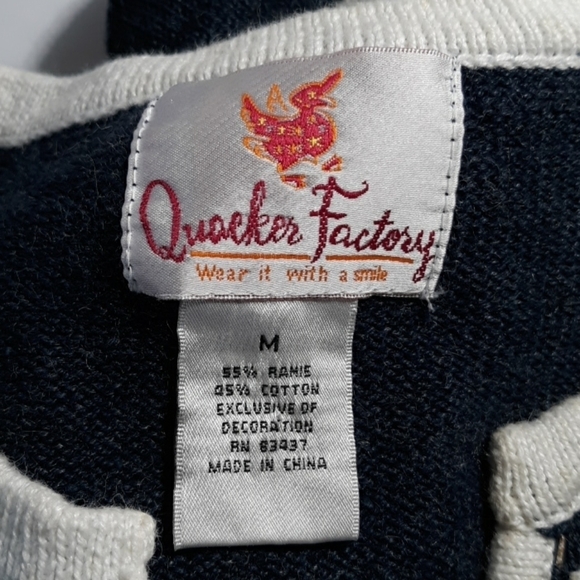 Quacker Factory
Wear it with a smile
M
55% RAMIE
45% COTTON
EXCLUSIVE OF
DECORATION
RN 83437
MADE IN CHINA